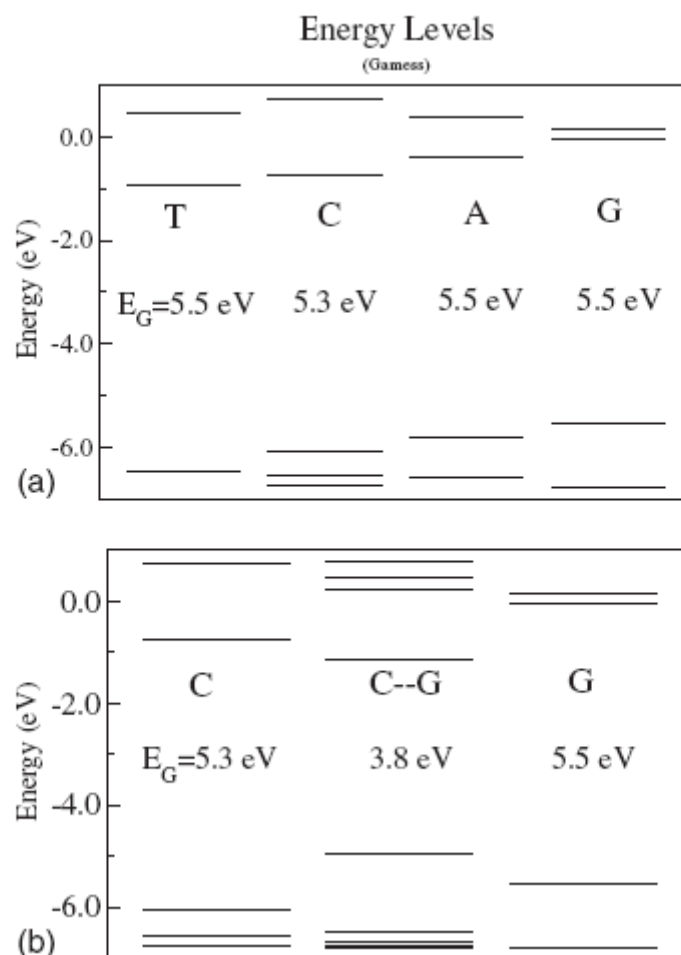 Energy Levels
(Gamess)
0.0
T C A G
-2.0
E_G=5.5 eV 5.3 eV 5.5 eV 5.5 eV
-4.0
-6.0
Energy (eV)
(a)
0.0
C C--G G
-2.0
E_G=5.3 eV 3.8 eV 5.5 eV
-4.0
-6.0
Energy (eV)
(b)